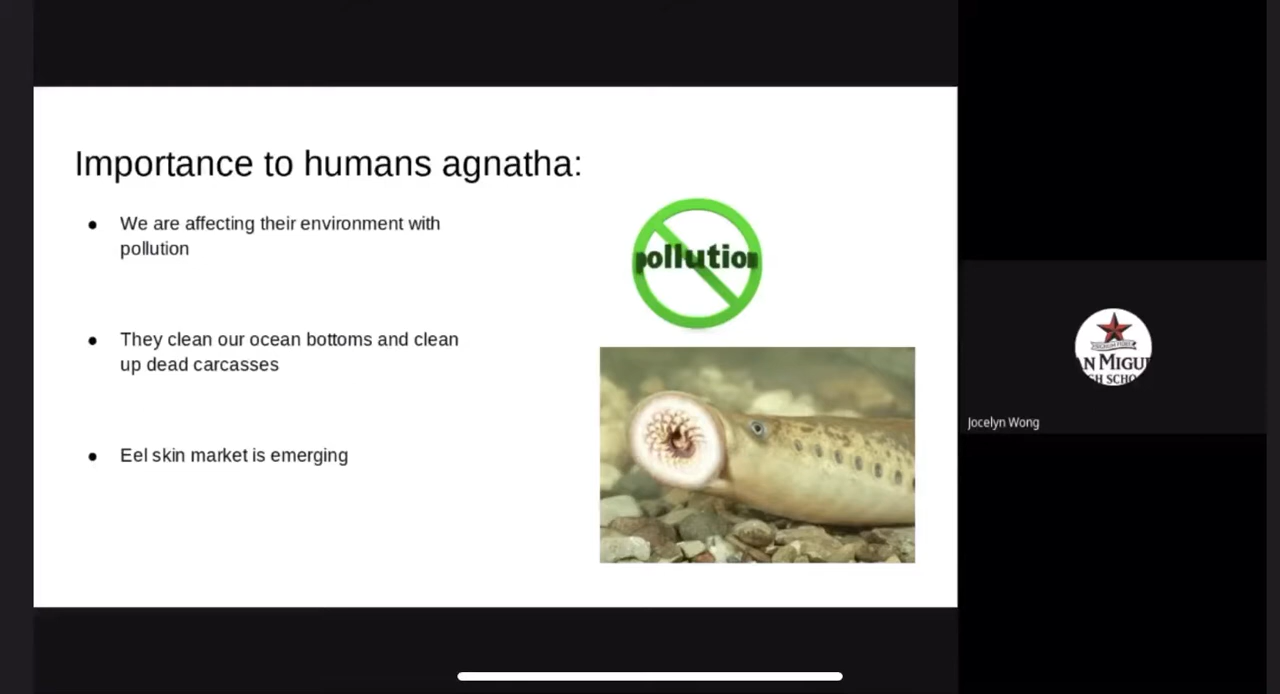 Importance to humans agnatha:
● We are affecting their environment with
pollution
● They clean our ocean bottoms and clean
up dead carcasses
● Eel skin market is emerging
pollution
N MIGU
H SCHO
Jocelyn Wong